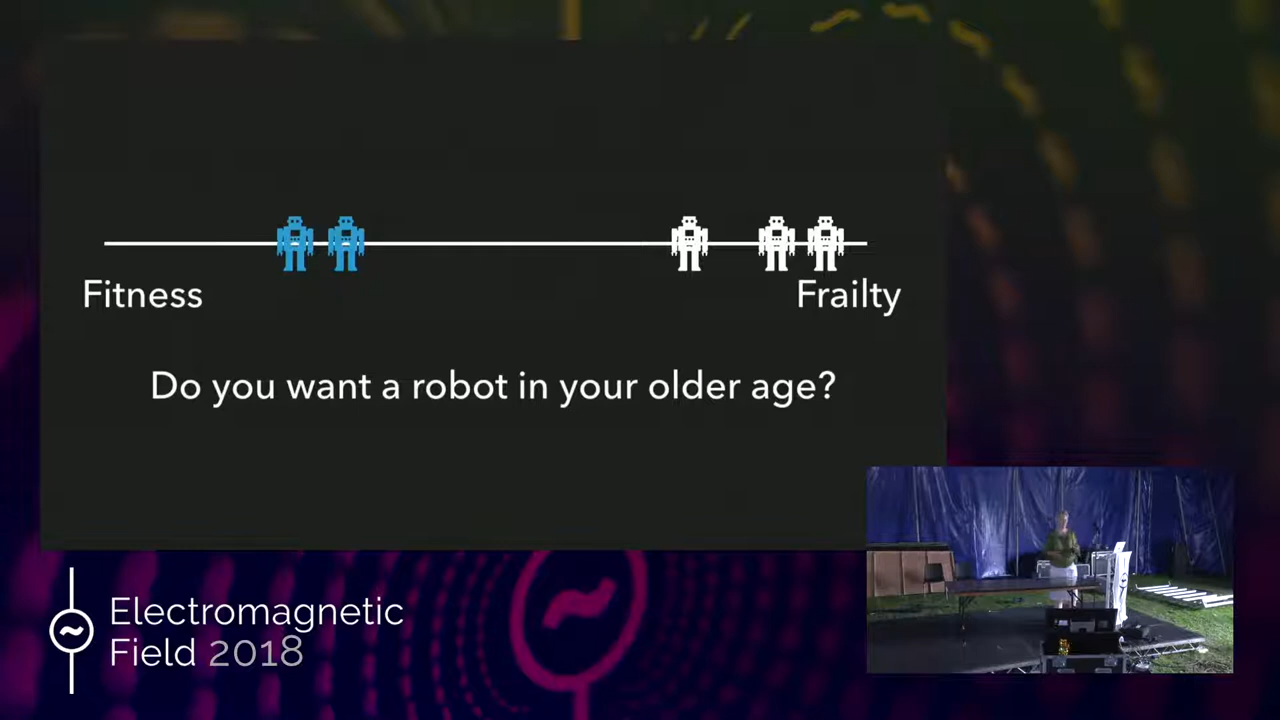 Fitness
Frailty
Do you want a robot in your older age?
Electromagnetic
Field 2018